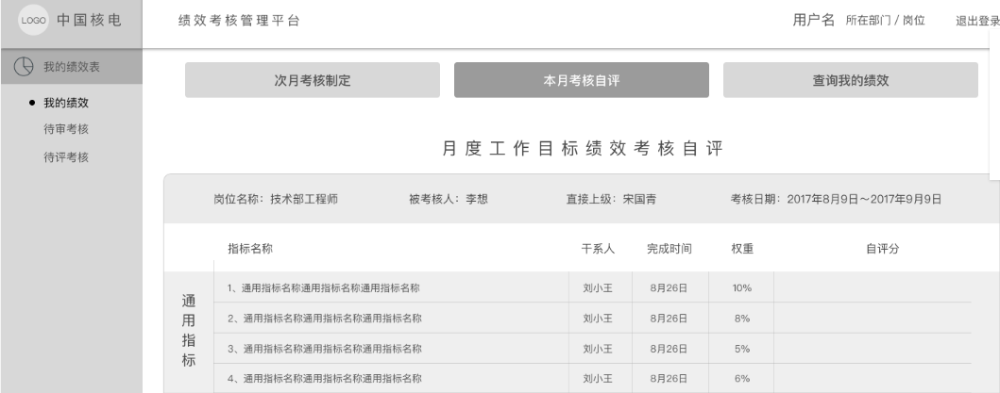 LOGO 中国核电 绩效考核管理平台 用户名 所在部门 / 岗位 退出登录
我的绩效表
次月考核制定 本月考核自评 查询我的绩效
我的绩效
待审考核
待评考核
月度工作目标绩效考核自评
岗位名称：技术部工程师 被考核人：李想 直接上级：宋国青 考核日期：2017年8月9日～2017年9月9日
指标名称 干系人 完成时间 权重 自评分
通用指标
1、通用指标名称通用指标名称通用指标名称 刘小王 8月26日 10%
2、通用指标名称通用指标名称通用指标名称 刘小王 8月26日 8%
3、通用指标名称通用指标名称通用指标名称 刘小王 8月26日 5%
4、通用指标名称通用指标名称通用指标名称 刘小王 8月26日 6%